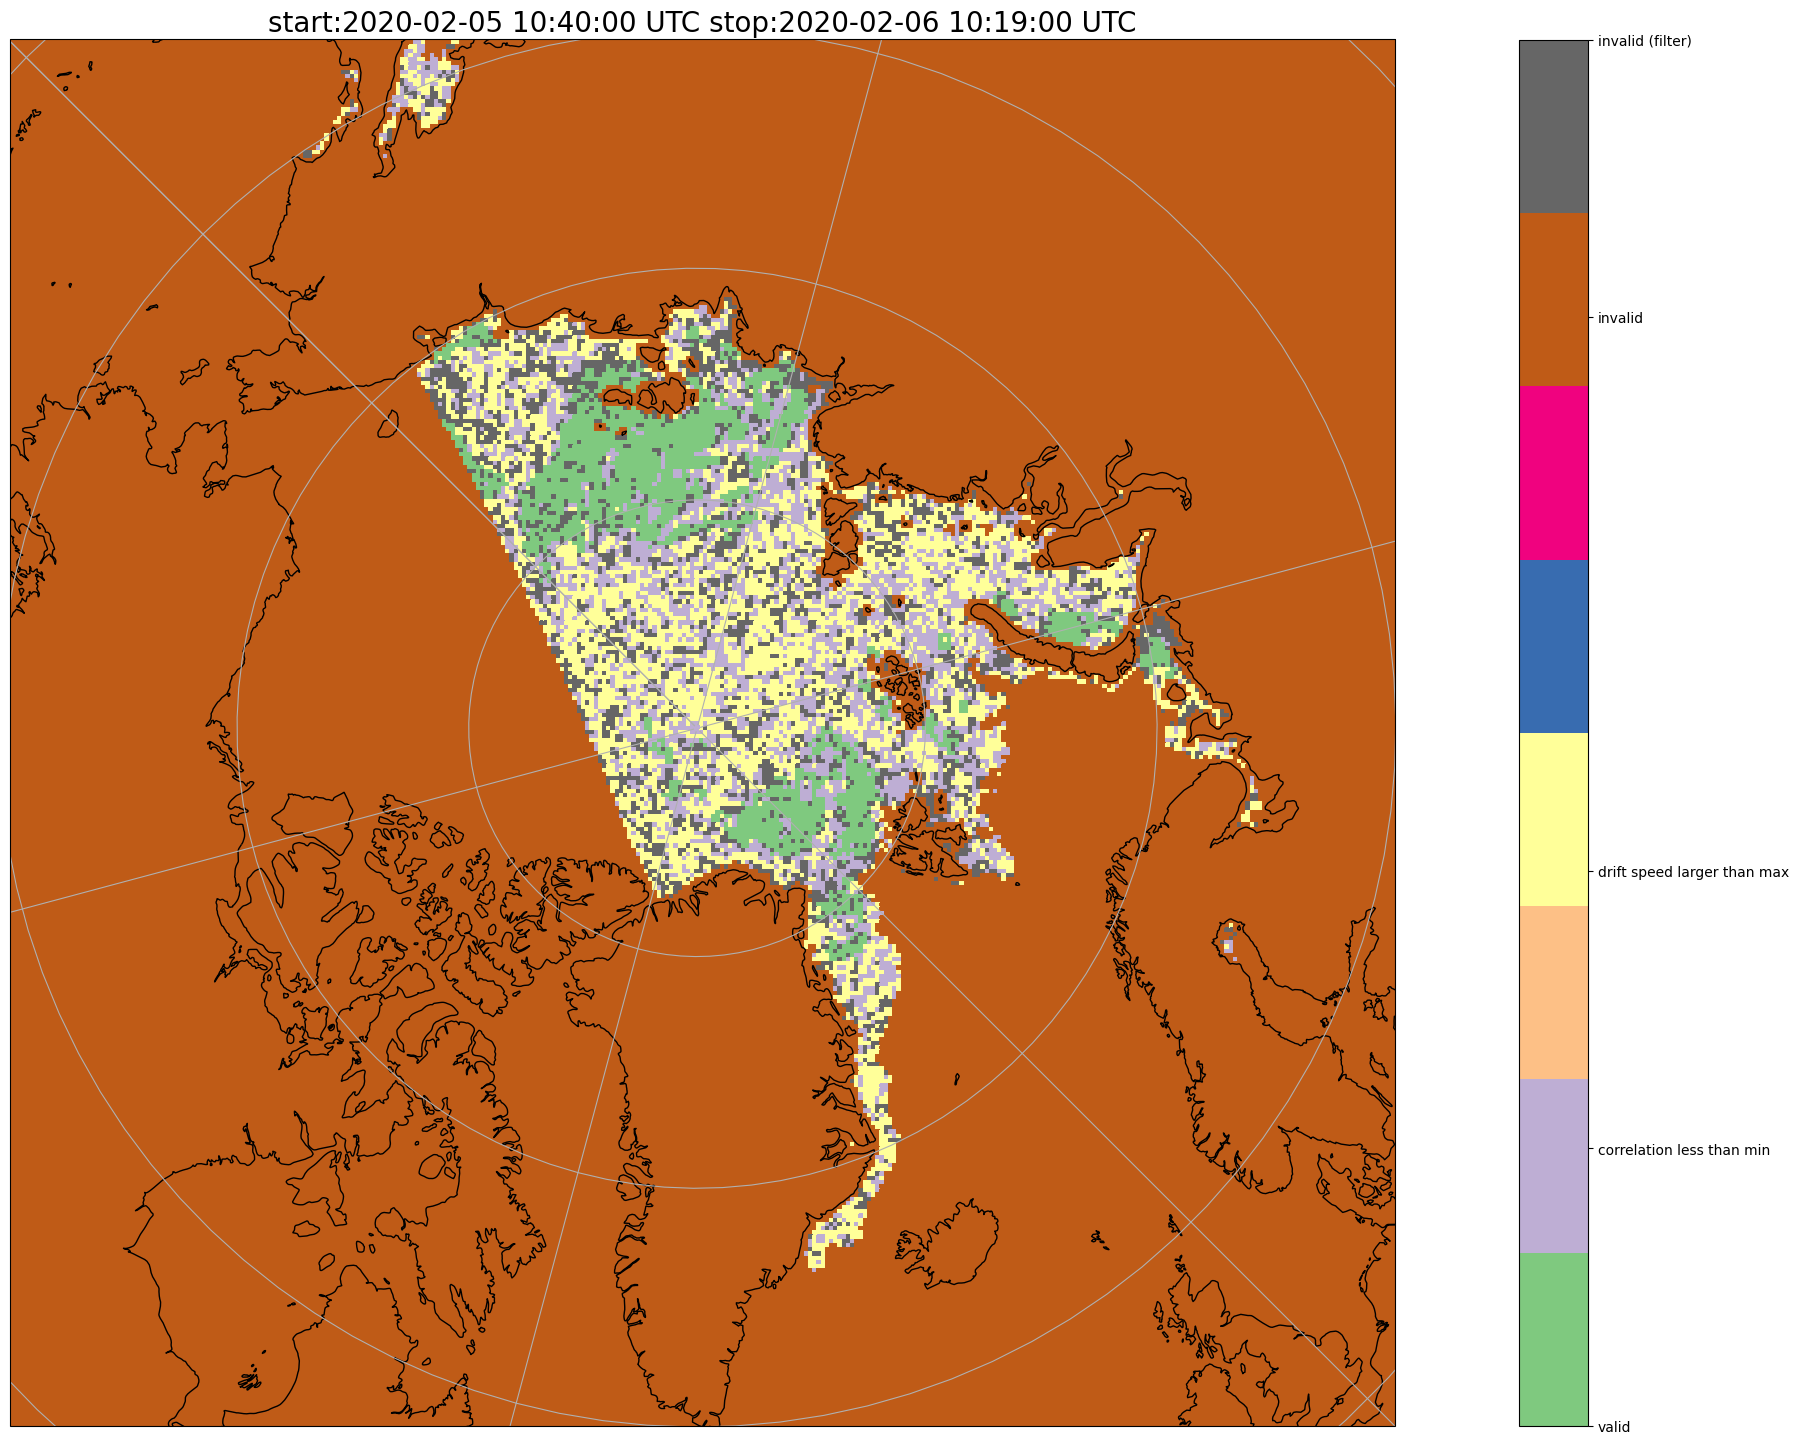 start:2020-02-05 10:40:00 UTC stop:2020-02-06 10:19:00 UTC
invalid (filter)
invalid
drift speed larger than max
correlation less than min
valid